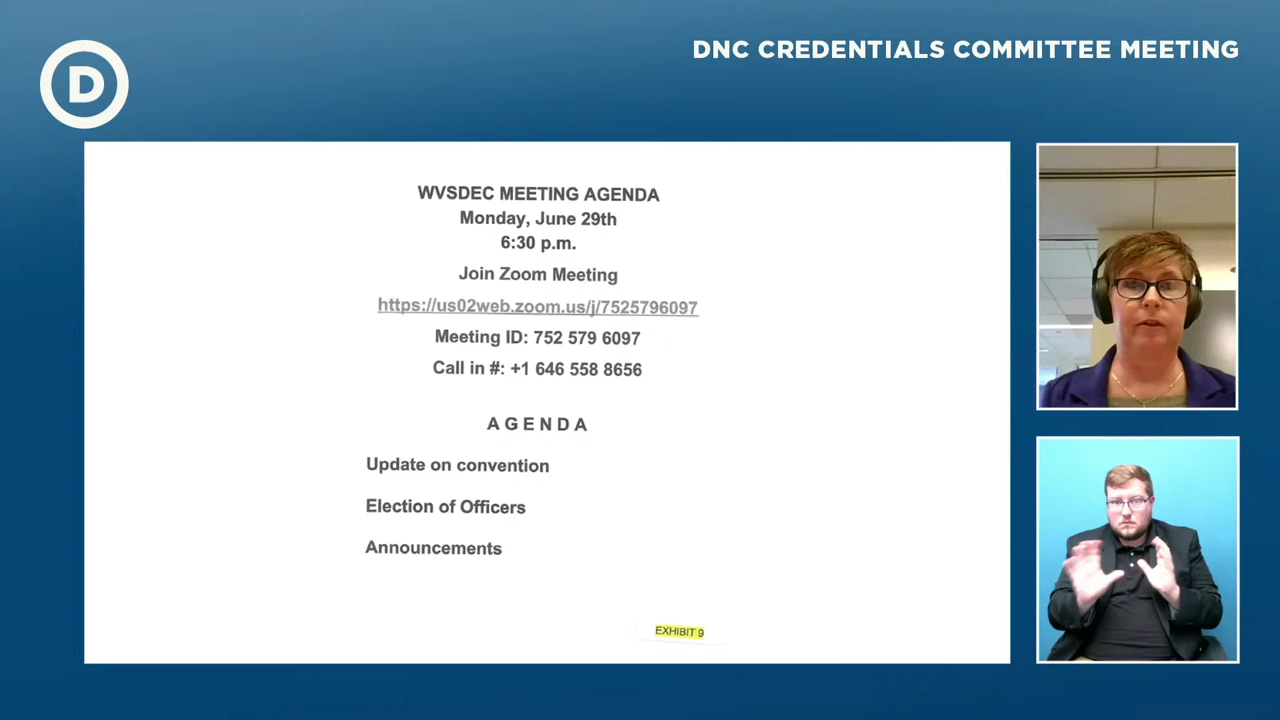 D
DNC CREDENTIALS COMMITTEE MEETING
WVSDEC MEETING AGENDA
Monday, June 29th
6:30 p.m.
Join Zoom Meeting
https://us02web.zoom.us/j/7525796097
Meeting ID: 752 579 6097
Call in #: +1 646 558 8656
A G E N D A
Update on convention
Election of Officers
Announcements
EXHIBIT 9